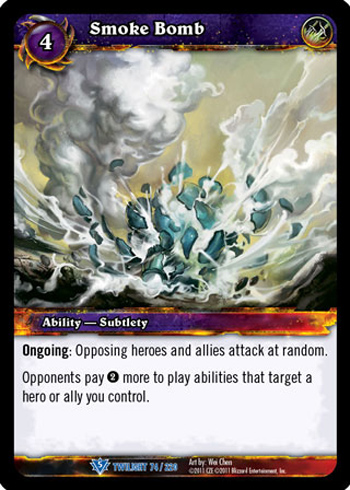 4
Smoke Bomb
Ability — Subtlety
Ongoing: Opposing heroes and allies attack at random.
Opponents pay 2 more to play abilities that target a
hero or ally you control.
TWILIGHT 74/220
Art by: Wei Chen
©2011 CZE ©2011 Blizzard Entertainment, Inc.